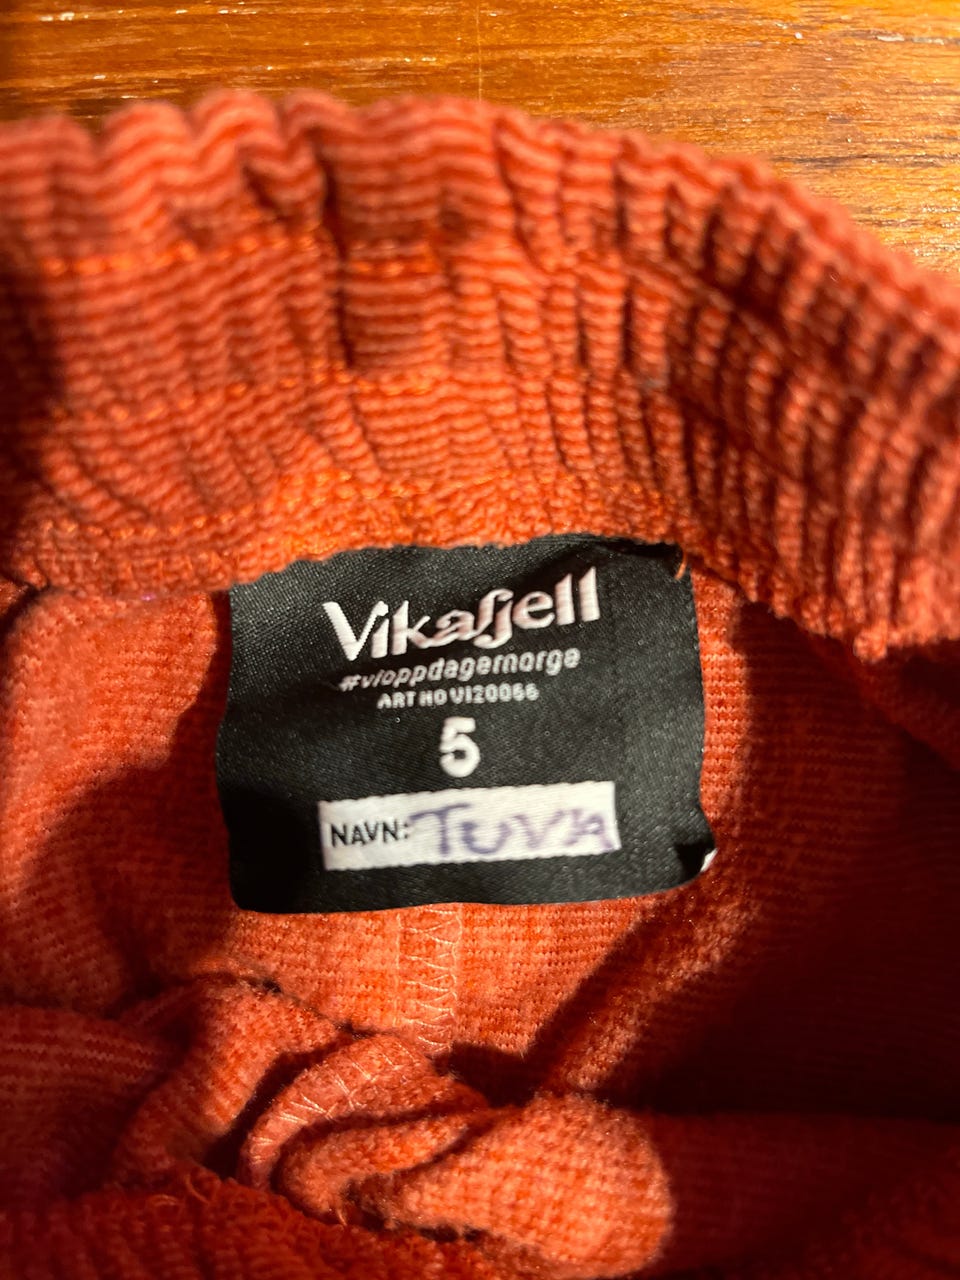 Vikafjell
#vioppdagernorge
ART NO VI20066
5
NAVN: TUVA